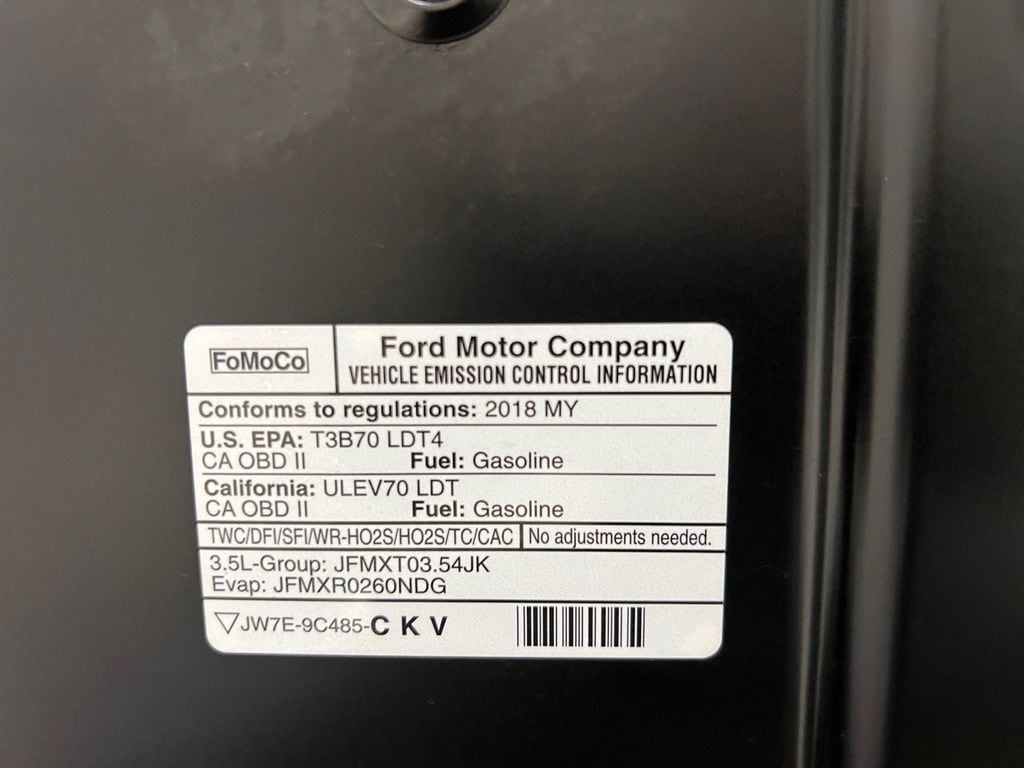 FoMoCo
Ford Motor Company
VEHICLE EMISSION CONTROL INFORMATION
Conforms to regulations: 2018 MY
U.S. EPA: T3B70 LDT4
CA OBD II Fuel: Gasoline
California: ULEV70 LDT
CA OBD II Fuel: Gasoline
TWC/DFI/SFI/WR-HO2S/HO2S/TC/CAC No adjustments needed.
3.5L-Group: JFMXT03.54JK
Evap: JFMXR0260NDG
JW7E-9C485-C K V